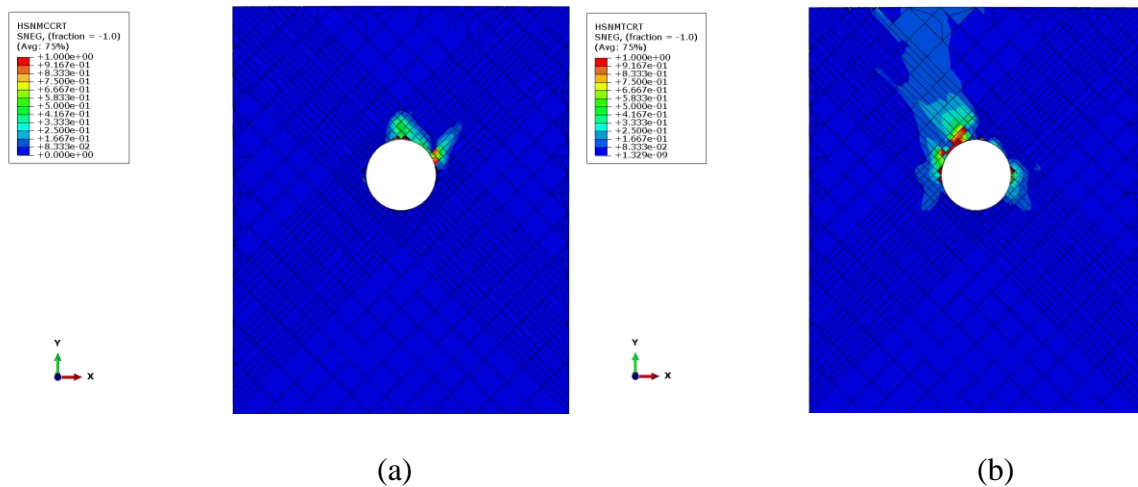 HSNMCCRT
SNEG, (fraction = -1.0)
(Avg: 75%)
+1.000e+00
+9.167e-01
+8.333e-01
+7.500e-01
+6.667e-01
+5.833e-01
+5.000e-01
+4.167e-01
+3.333e-01
+2.500e-01
+1.667e-01
+8.333e-02
+0.000e+00
Y
X
HSNMTCRT
SNEG, (fraction = -1.0)
(Avg: 75%)
+1.000e+00
+9.167e-01
+8.333e-01
+7.500e-01
+6.667e-01
+5.833e-01
+5.000e-01
+4.167e-01
+3.333e-01
+2.500e-01
+1.667e-01
+8.333e-02
+1.329e-09
Y
X
(a)
(b)